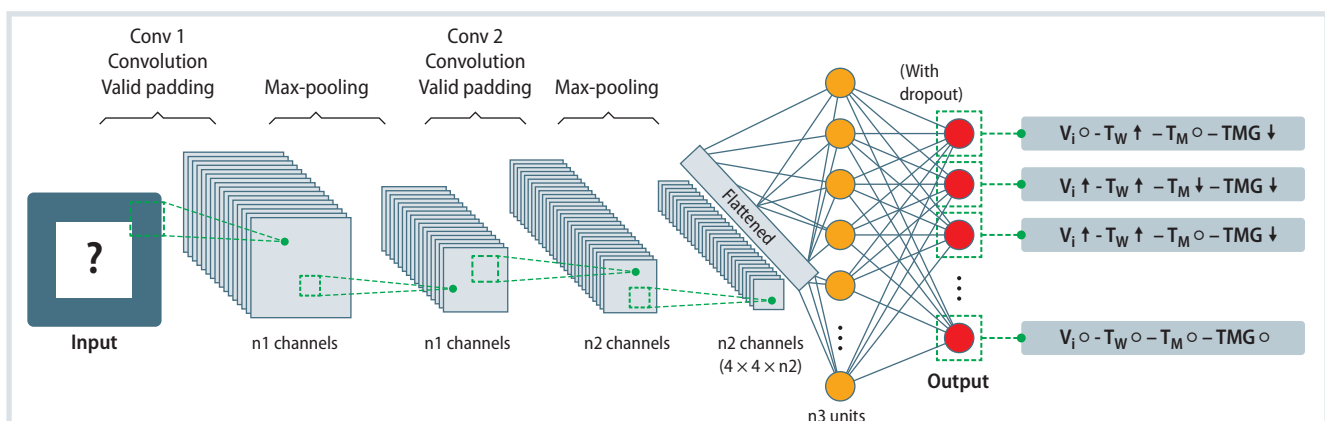 Conv 1
Convolution
Valid padding
Max-pooling
Conv 2
Convolution
Valid padding
Max-pooling
(With
dropout)
?
Input
n1 channels
n1 channels
n2 channels
n2 channels
(4 × 4 × n2)
Flattened
n3 units
Output
Vi ○ - TW ↑ – TM ○ – TMG ↓
Vi ↑ - TW ↑ – TM ↓ – TMG ↓
Vi ↑ - TW ↑ – TM ○ – TMG ↓
Vi ○ - TW ○ – TM ○ – TMG ○